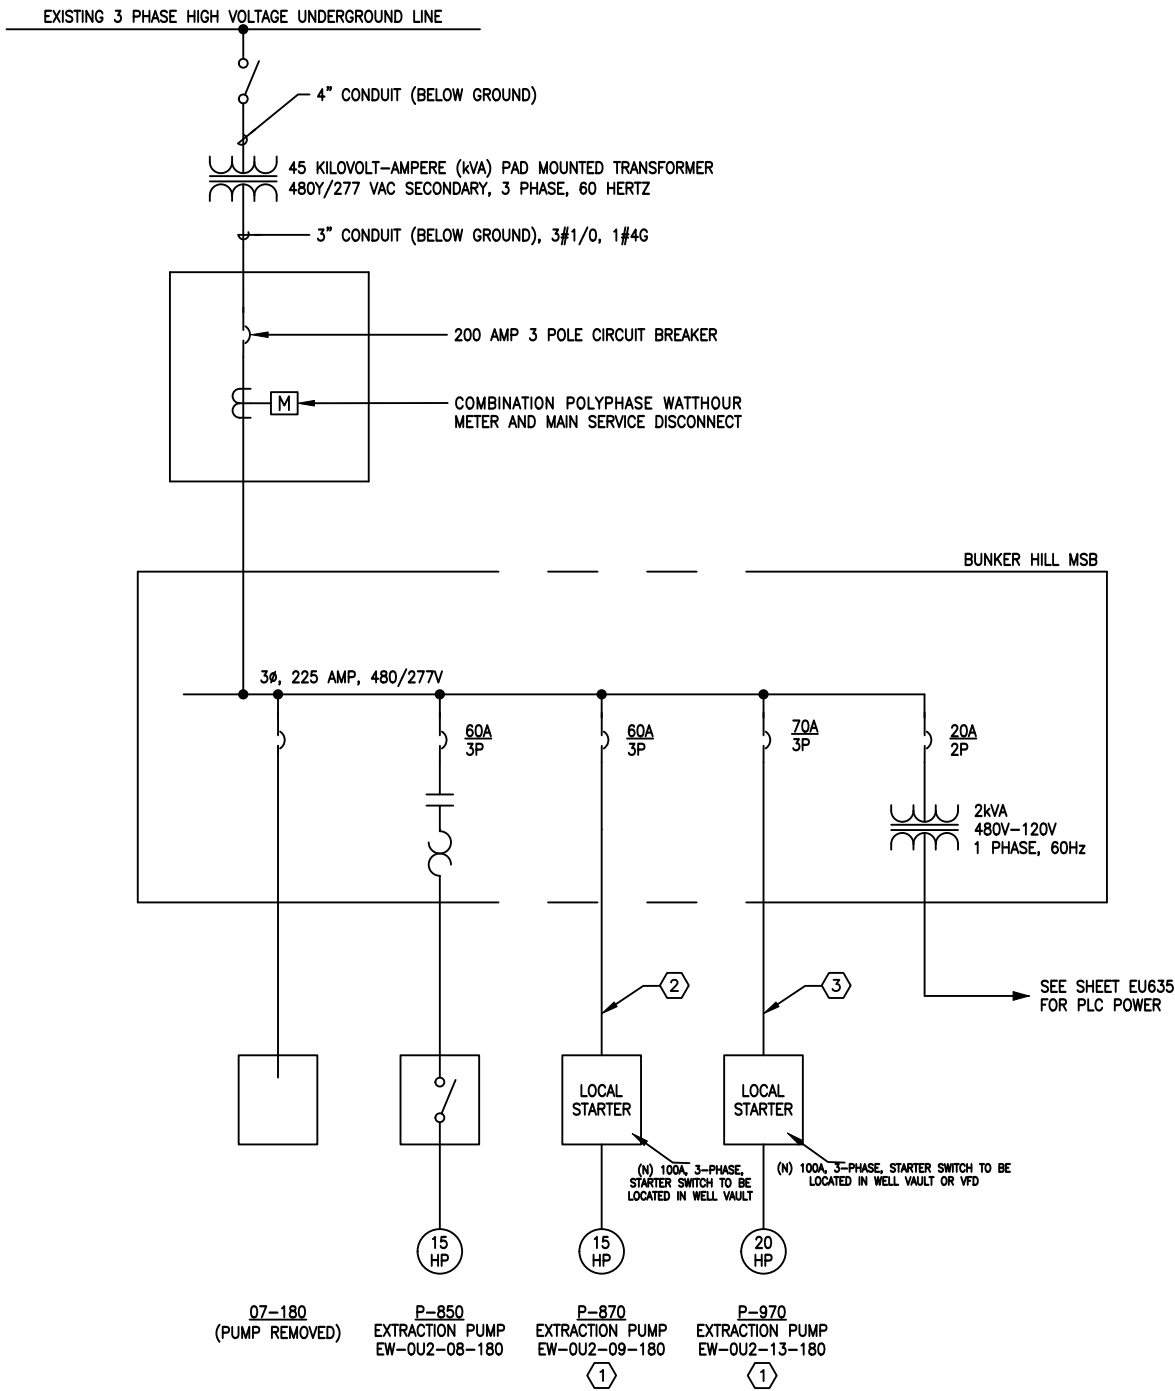 EXISTING 3 PHASE HIGH VOLTAGE UNDERGROUND LINE
4" CONDUIT (BELOW GROUND)
45 KILOVOLT-AMPERE (kVA) PAD MOUNTED TRANSFORMER
480Y/277 VAC SECONDARY, 3 PHASE, 60 HERTZ
3" CONDUIT (BELOW GROUND), 3#1/0, 1#4G
200 AMP 3 POLE CIRCUIT BREAKER
M
COMBINATION POLYPHASE WATTHOUR
METER AND MAIN SERVICE DISCONNECT
BUNKER HILL MSB
3ø, 225 AMP, 480/277V
60A
3P
60A
3P
70A
3P
20A
2P
2kVA
480V-120V
1 PHASE, 60Hz
2
3
SEE SHEET EU635
FOR PLC POWER
LOCAL
STARTER
LOCAL
STARTER
(N) 100A, 3-PHASE,
STARTER SWITCH TO BE
LOCATED IN WELL VAULT
(N) 100A, 3-PHASE, STARTER SWITCH TO BE
LOCATED IN WELL VAULT OR VFD
15
HP
15
HP
20
HP
07-180
(PUMP REMOVED)
P-850
EXTRACTION PUMP
EW-OU2-08-180
P-870
EXTRACTION PUMP
EW-OU2-09-180
1
P-970
EXTRACTION PUMP
EW-OU2-13-180
1